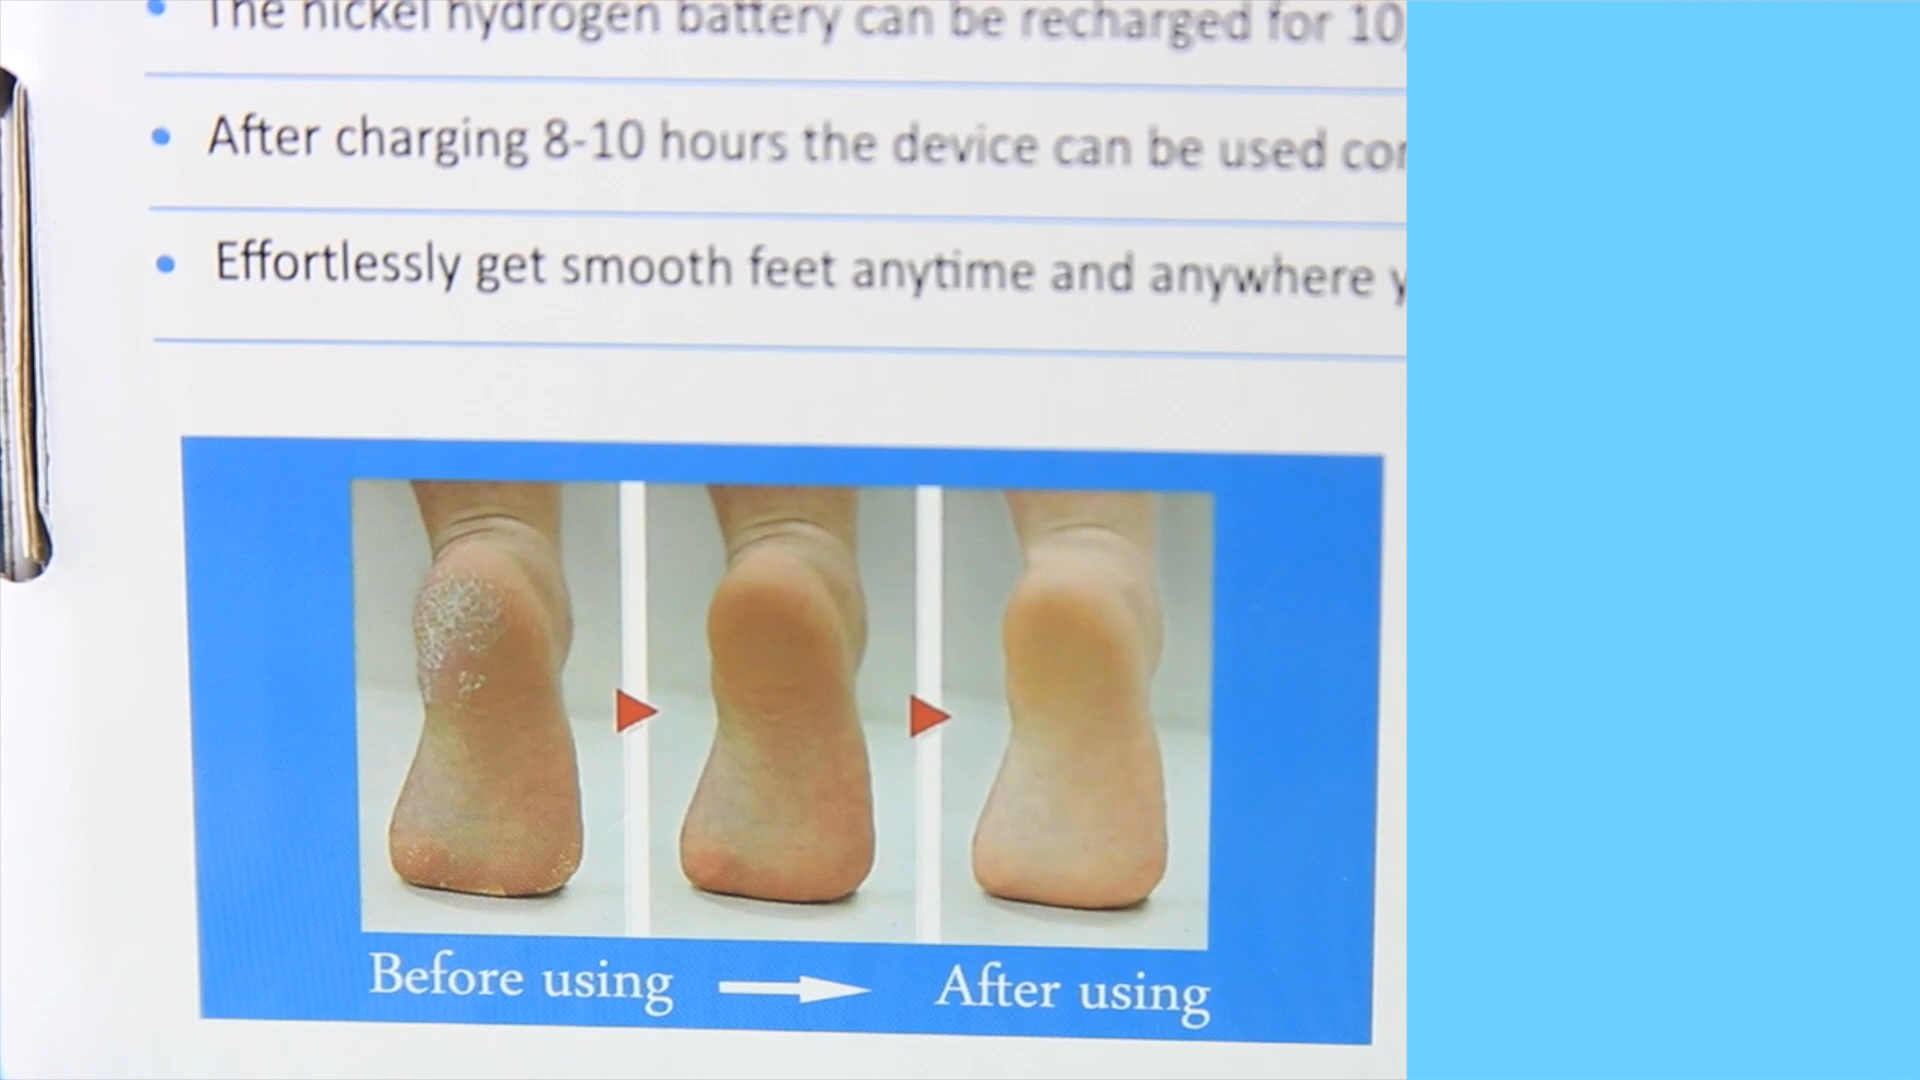 The nickel hydrogen battery can be recharged for 10,
After charging 8-10 hours the device can be used
Effortlessly get smooth feet anytime and anywhere
Before using
After using